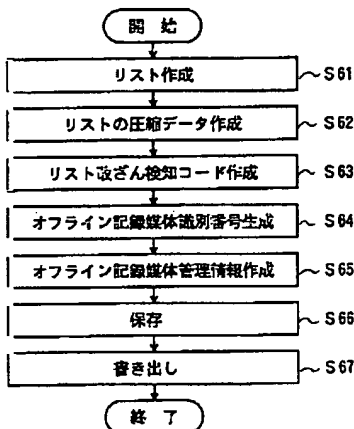 開始
リスト作成 S61
リストの圧縮データ作成 S62
リスト改ざん検知コード作成 S63
オフライン記録媒体識別番号生成 S64
オフライン記録媒体管理情報作成 S65
保存 S66
書き出し S67
終了